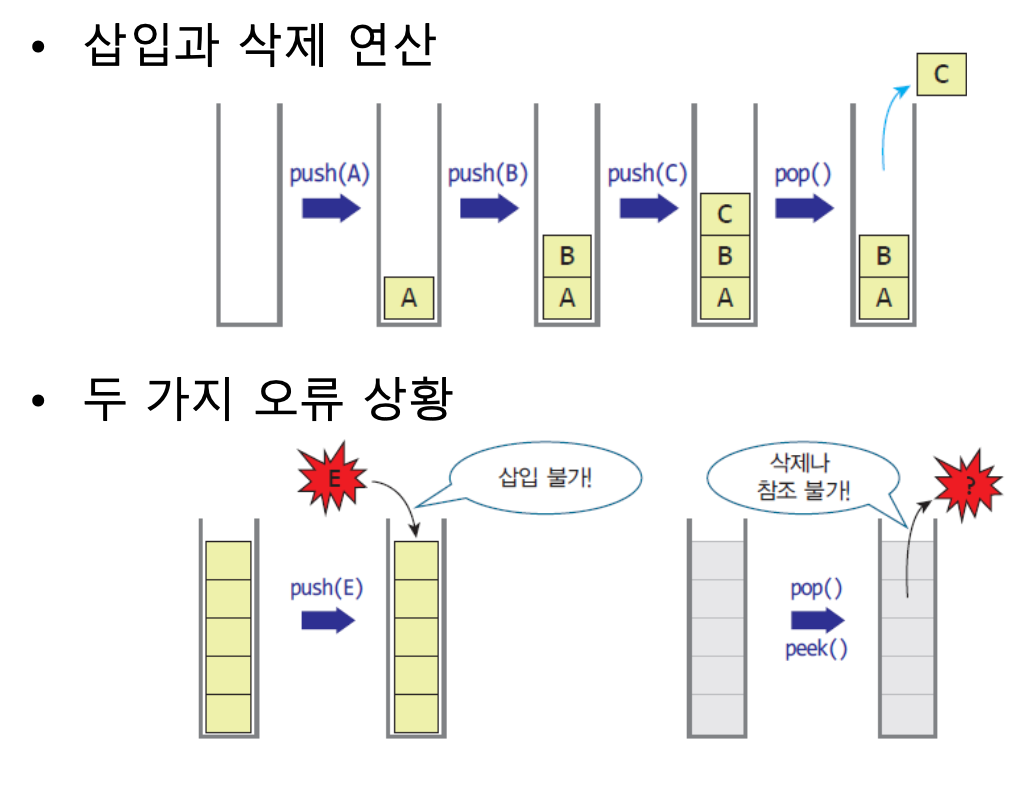 • 삽입과 삭제 연산
C
push(A)
push(B)
push(C)
pop()
A
B
A
C
B
A
B
A
• 두 가지 오류 상황
E
삽입 불가!
push(E)
삭제나
참조 불가!
?
pop()
peek()